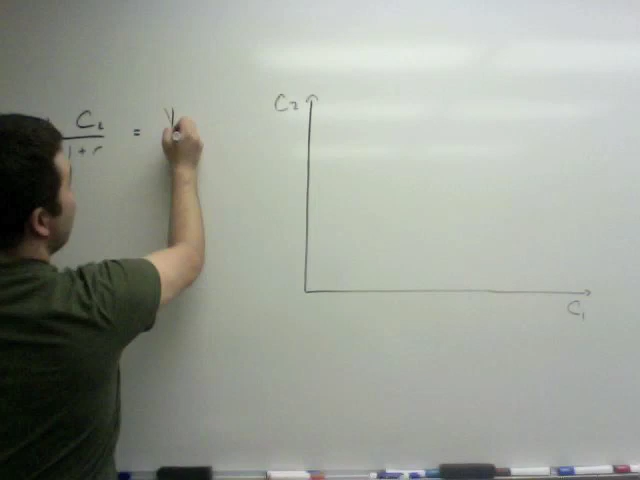 C₂
1 + r
= Y
C₂
C₁